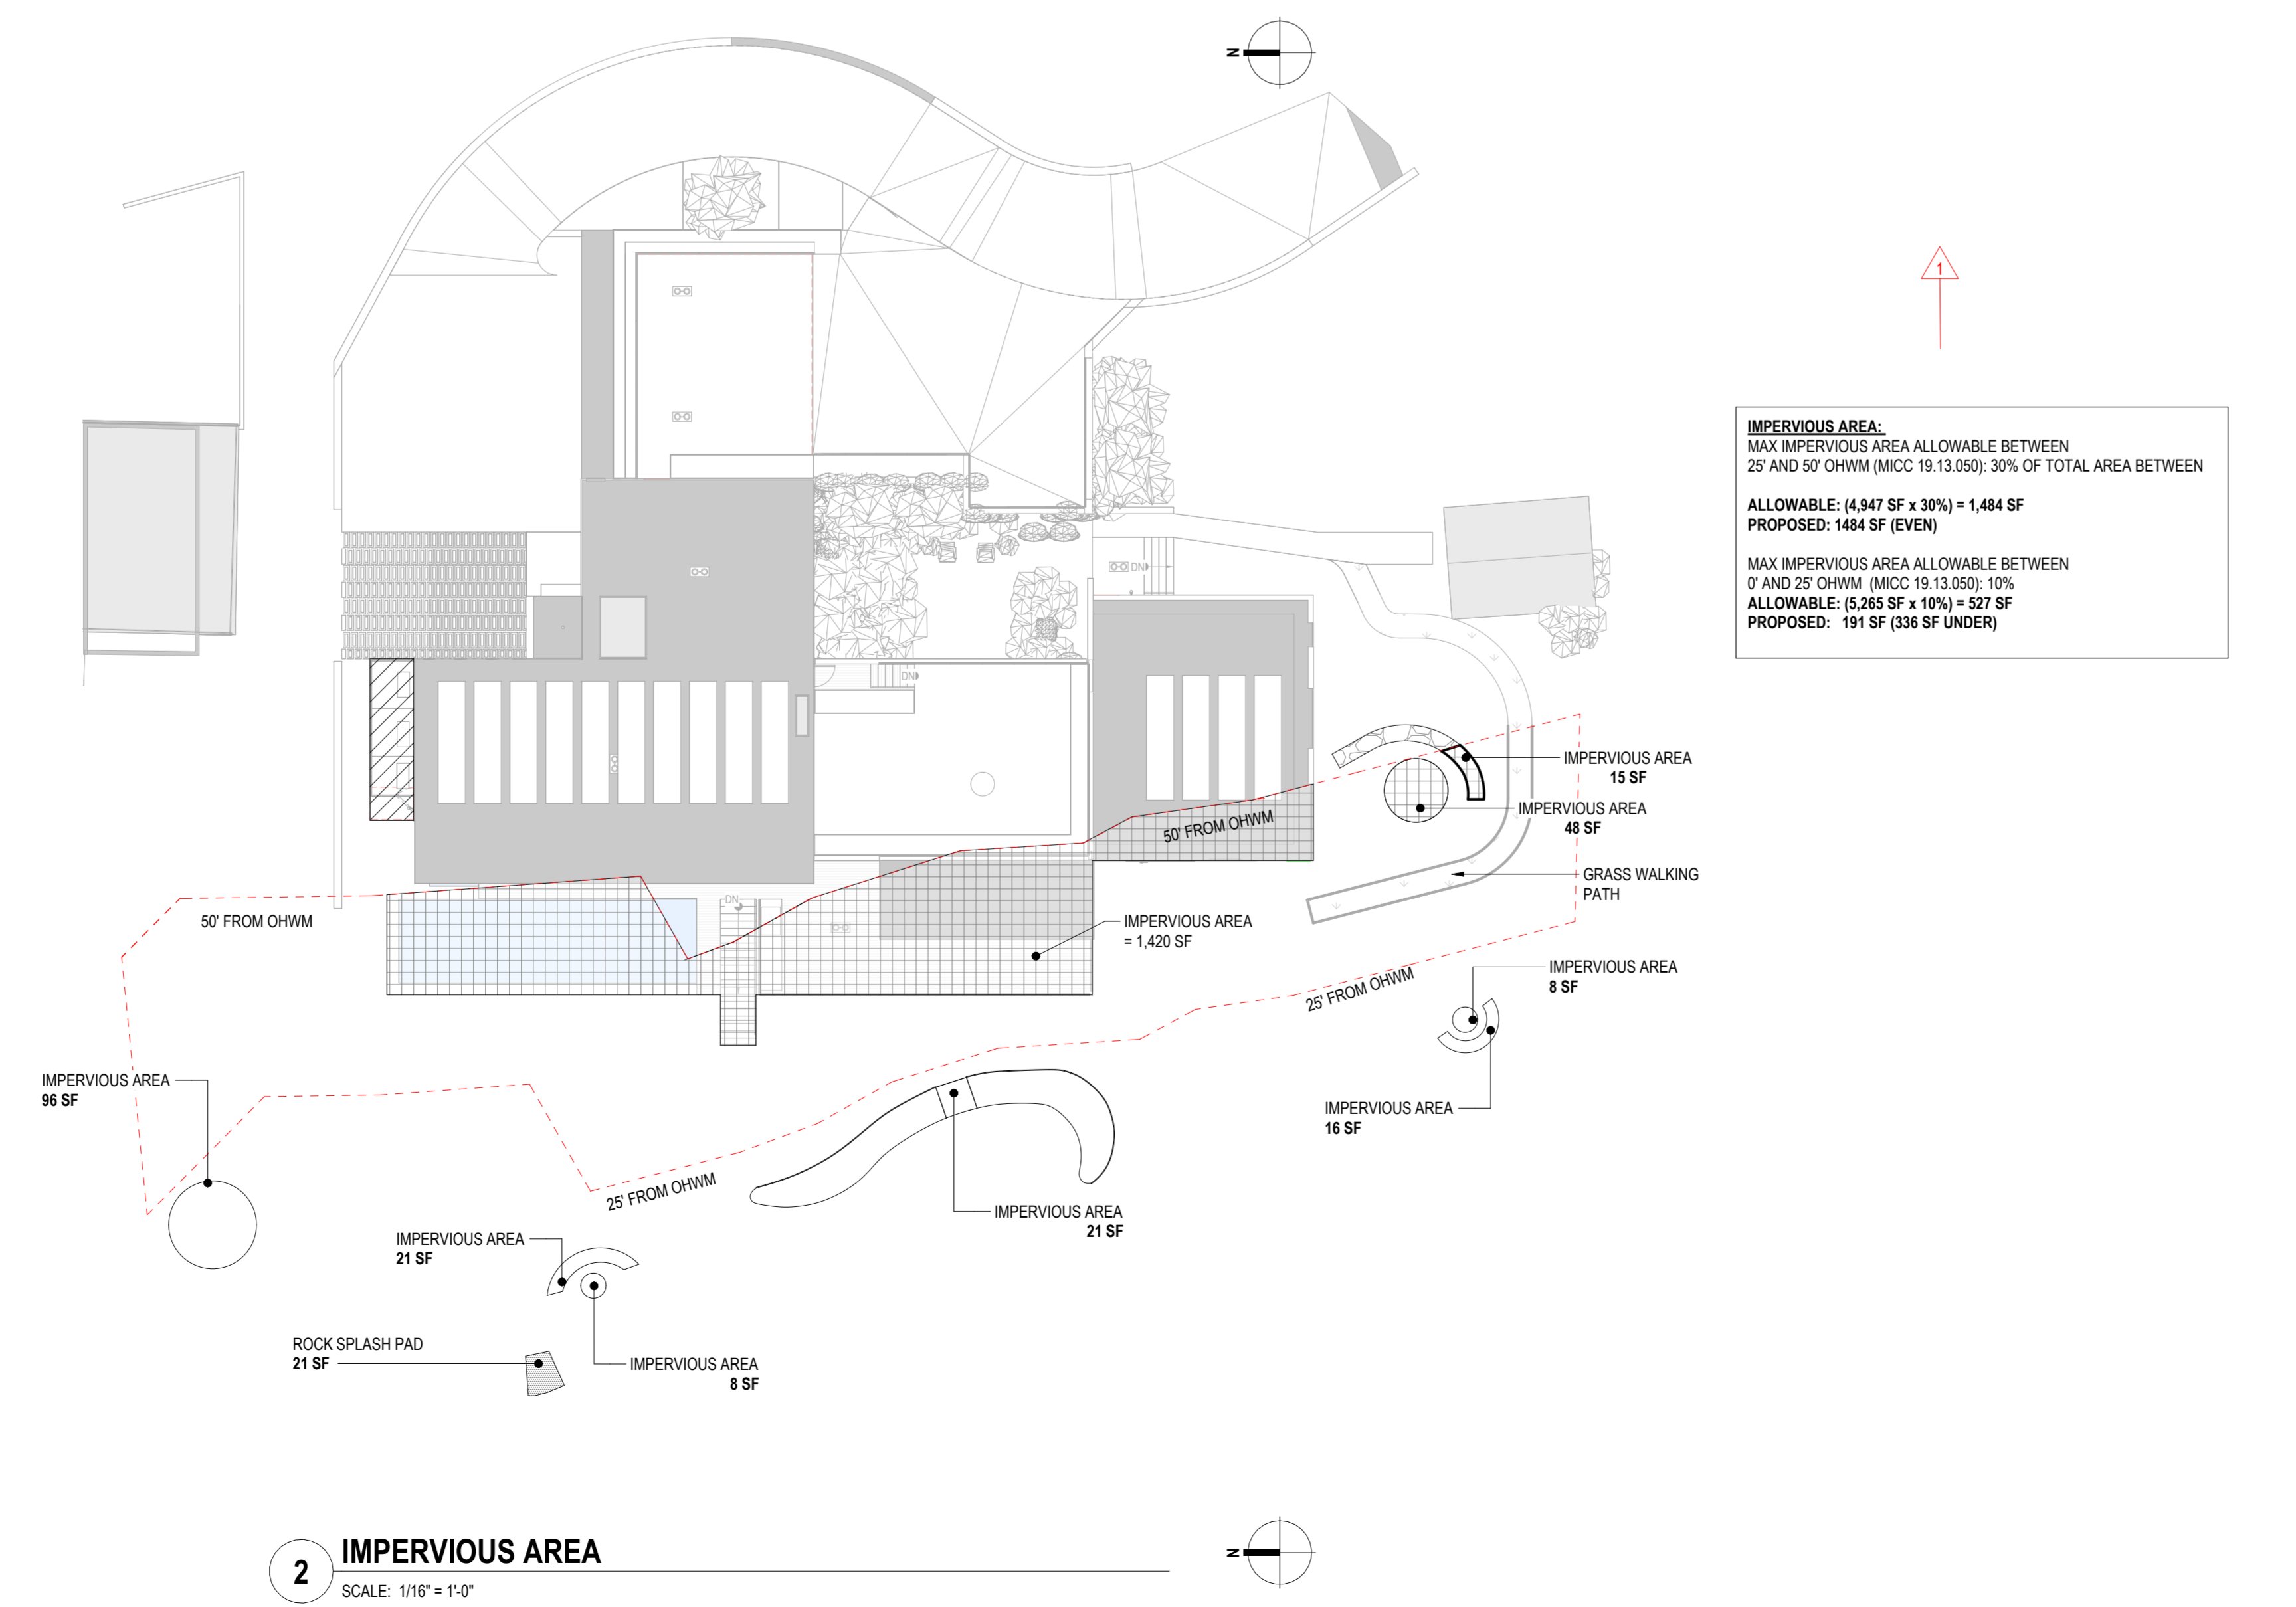 N
1
IMPERVIOUS AREA:
MAX IMPERVIOUS AREA ALLOWABLE BETWEEN
25' AND 50' OHWM (MICC 19.13.050): 30% OF TOTAL AREA BETWEEN
ALLOWABLE: (4,947 SF x 30%) = 1,484 SF
PROPOSED: 1484 SF (EVEN)
MAX IMPERVIOUS AREA ALLOWABLE BETWEEN
0' AND 25' OHWM (MICC 19.13.050): 10%
ALLOWABLE: (5,265 SF x 10%) = 527 SF
PROPOSED: 191 SF (336 SF UNDER)
DN
DN
DN
IMPERVIOUS AREA
15 SF
IMPERVIOUS AREA
48 SF
50' FROM OHWM
GRASS WALKING
PATH
50' FROM OHWM
IMPERVIOUS AREA
= 1,420 SF
IMPERVIOUS AREA
8 SF
25' FROM OHWM
IMPERVIOUS AREA
96 SF
IMPERVIOUS AREA
16 SF
25' FROM OHWM
IMPERVIOUS AREA
21 SF
IMPERVIOUS AREA
21 SF
ROCK SPLASH PAD
21 SF
IMPERVIOUS AREA
8 SF
2
IMPERVIOUS AREA
SCALE: 1/16" = 1'-0"
N